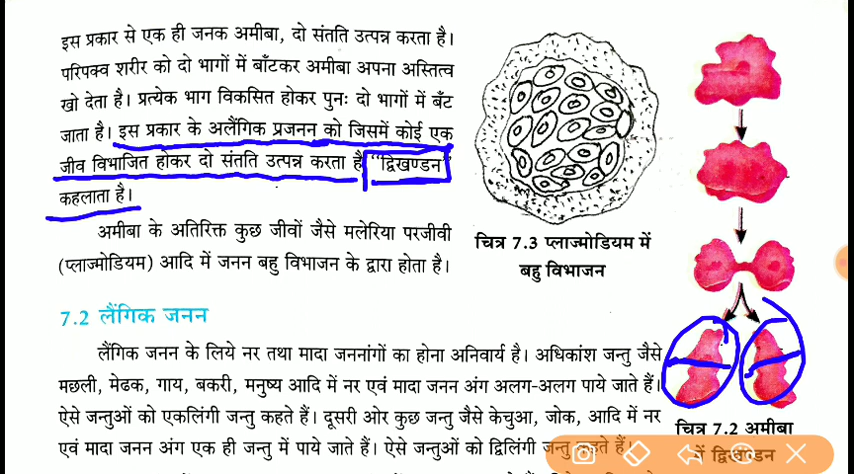 इस प्रकार से एक ही जनक अमीबा, दो संतति उत्पन्न करता है।
परिपक्व शरीर को दो भागों में बाँटकर अमीबा अपना अस्तित्व
खो देता है। प्रत्येक भाग विकसित होकर पुनः दो भागों में बँट
जाता है। इस प्रकार के अलैंगिक प्रजनन को जिसमें कोई एक
जीव विभाजित होकर दो संतति उत्पन्न करता है "द्विखण्डन"
कहलाता है।
अमीबा के अतिरिक्त कुछ जीवों जैसे मलेरिया परजीवी
(प्लाज्मोडियम) आदि में जनन बहु विभाजन के द्वारा होता है।
चित्र 7.3 प्लाज्मोडियम में
बहु विभाजन
7.2 लैंगिक जनन
लैंगिक जनन के लिये नर तथा मादा जननांगों का होना अनिवार्य है। अधिकांश जन्तु जैसे
मछली, मेढक, गाय, बकरी, मनुष्य आदि में नर एवं मादा जनन अंग अलग-अलग पाये जाते हैं।
ऐसे जन्तुओं को एकलिंगी जन्तु कहते हैं। दूसरी ओर कुछ जन्तु जैसे केचुआ, जोक, आदि में नर
एवं मादा जनन अंग एक ही जन्तु में पाये जाते हैं। ऐसे जन्तुओं को द्विलिंगी जन्तु कहते हैं।
चित्र 7.2 अमीबा
में द्विखण्डन